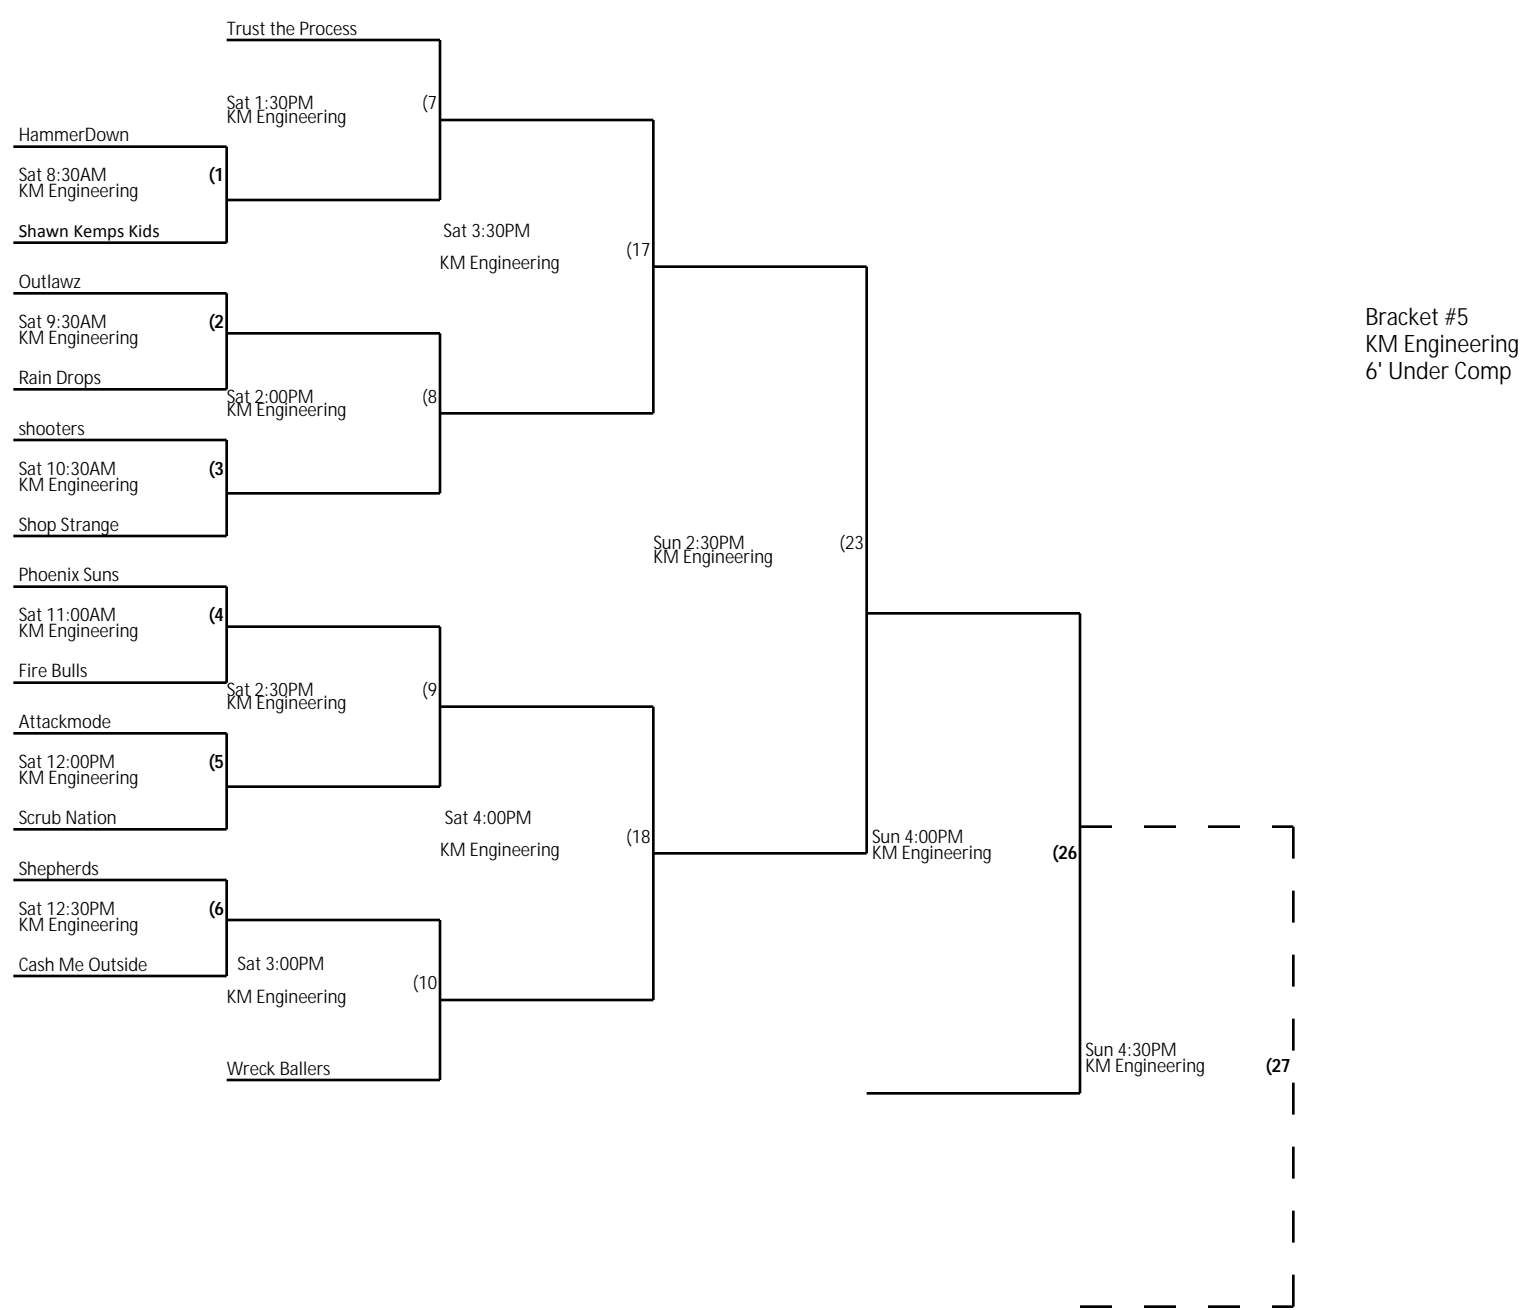 Trust the Process
Sat 1:30PM (7
KM Engineering
HammerDown
Sat 8:30AM (1
KM Engineering
Shawn Kemps Kids
Sat 3:30PM
(17
KM Engineering
Outlawz
Sat 9:30AM (2
KM Engineering
Rain Drops
Sat 2:00PM (8
KM Engineering
shooters
Sat 10:30AM (3
KM Engineering
Shop Strange
Bracket #5
KM Engineering
6' Under Comp
Sun 2:30PM (23
KM Engineering
Phoenix Suns
Sat 11:00AM (4
KM Engineering
Fire Bulls
Sat 2:30PM (9
KM Engineering
Attackmode
Sat 12:00PM (5
KM Engineering
Scrub Nation
Sat 4:00PM
(18
KM Engineering
Sun 4:00PM
KM Engineering (26
Shepherds
Sat 12:30PM (6
KM Engineering
Cash Me Outside
Sat 3:00PM
(10
KM Engineering
Wreck Ballers
Sun 4:30PM
KM Engineering (27